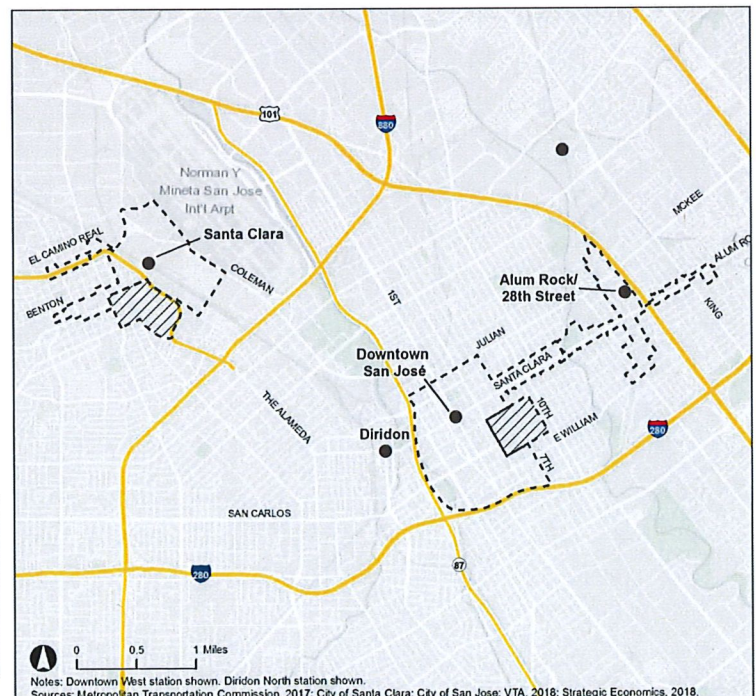 101
880
Norman Y
Mineta San Jose
Int'l Arpt
MCKEE
EL CAMINO REAL
Santa Clara
COLEMAN
ALUM RO
BENTON
1ST
Alum Rock/
28th Street
KING
JULIAN
Downtown
San José
SANTA CLARA
10TH
THE ALAMEDA
E WILLIAM
280
Diridon
7TH
SAN CARLOS
87
280
0 0.5 1 Miles
Notes: Downtown West station shown. Diridon North station shown.
Sources: Metropolitan Transportation Commission, 2017; City of Santa Clara; City of San Jose; VTA, 2018; Strategic Economics, 2018.